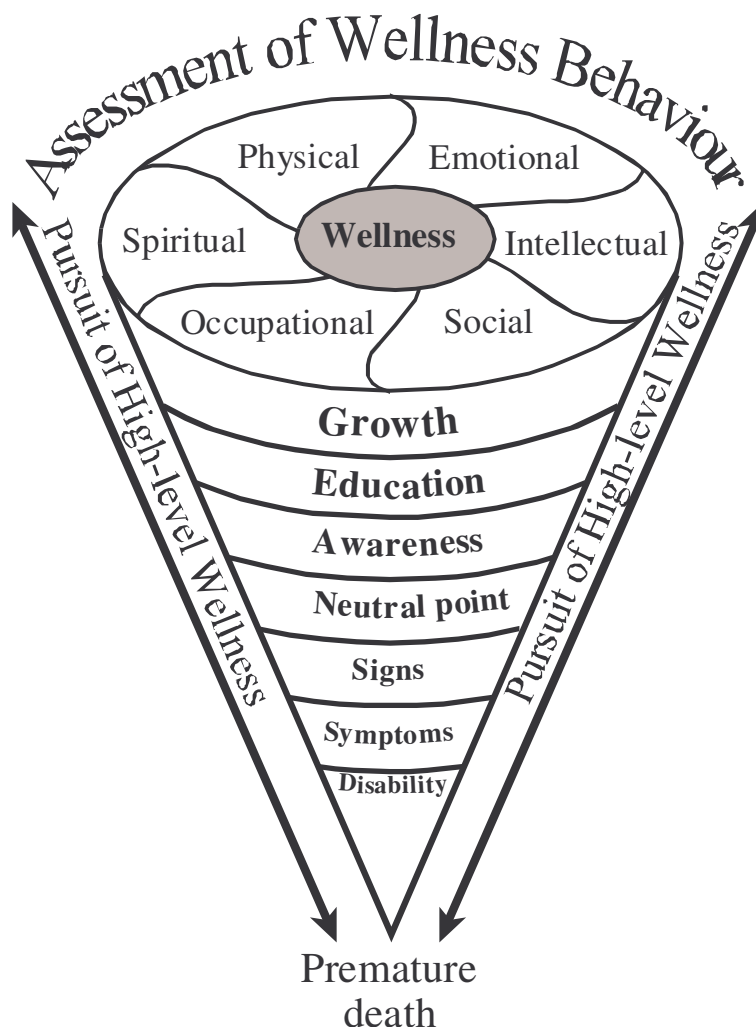 Assessment of Wellness Behaviour
Physical
Emotional
Spiritual
Wellness
Intellectual
Occupational
Social
Pursuit of High-level Wellness
Pursuit of High-level Wellness
Growth
Education
Awareness
Neutral point
Signs
Symptoms
Disability
Premature
death